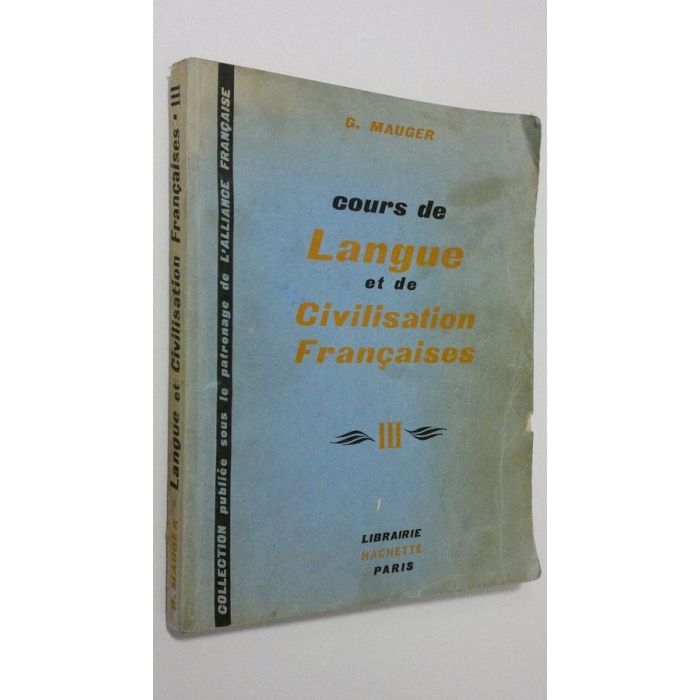 G. MAUGER
cours de
Langue
et de
Civilisation
Françaises
III
LIBRAIRIE
HACHETTE
PARIS
COLLECTION publiée sous le patronage de L'ALLIANCE FRANÇAISE
G. MAUGER • Langue et Civilisation Françaises • III